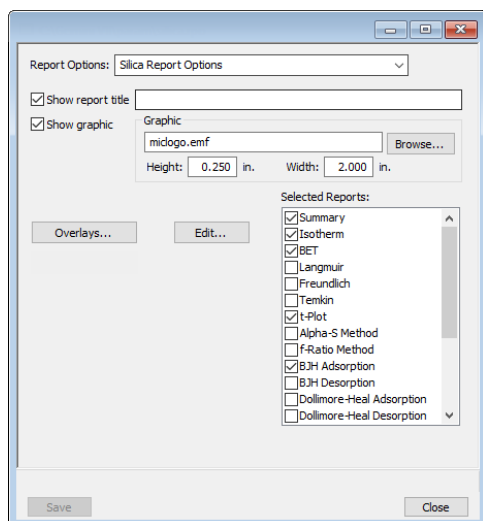 Report Options: Silica Report Options
Show report title
Show graphic
Graphic
miclogo.emf Browse...
Height: 0.250 in. Width: 2.000 in.
Selected Reports:
Overlays... Edit...
Summary
Isotherm
BET
Langmuir
Freundlich
Temkin
t-Plot
Alpha-S Method
f-Ratio Method
BJH Adsorption
BJH Desorption
Dollimore-Heal Adsorption
Dollimore-Heal Desorption
Save Close